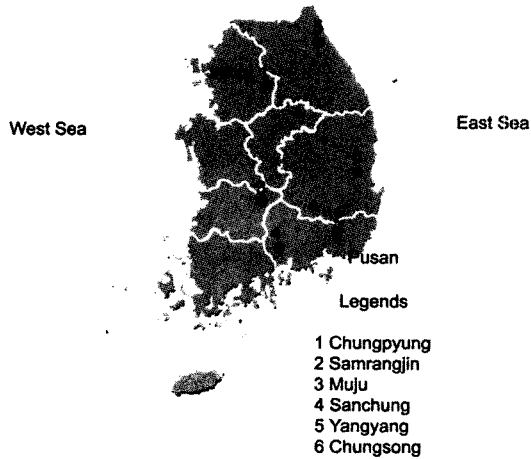 West Sea
East Sea
Pusan
Legends
1 Chungpyung
2 Samrangjin
3 Muju
4 Sanchung
5 Yangyang
6 Chungsong